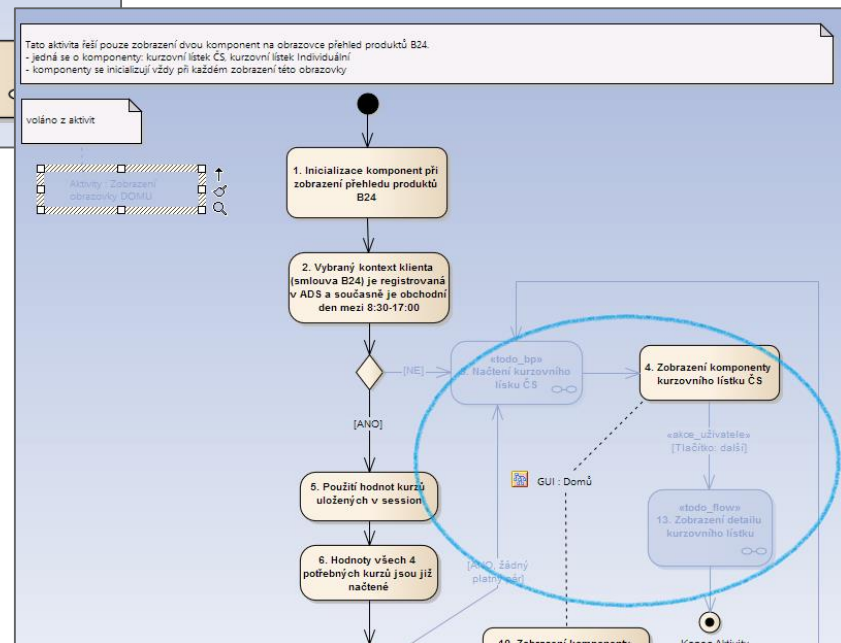 Tato aktivita řeší pouze zobrazení dvou komponent na obrazovce přehled produktů B24.
- jedná se o komponenty: kurzovní lístek ČS, kurzovní lístek Individuální
- komponenty se inicializují vždy při každém zobrazení této obrazovky
voláno z aktivit
Aktivity : Zobrazení
obrazovky DOMU
1. Inicializace komponent při
zobrazení přehledu produktů
B24
2. Vybraný kontext klienta
(smlouva B24) je registrovaná
v ADS a současně je obchodní
den mezi 8:30-17:00
[NE]
«todo_bp»
Načtení kurzovního
lísku ČS
4. Zobrazení komponenty
kurzovního lístku ČS
[ANO]
«akce_uživatele»
[Tlačítko: další]
GUI : Domů
5. Použití hodnot kurzů
uložených v session
«todo_flow»
13. Zobrazení detailu
kurzovního lístku
6. Hodnoty všech 4
potřebných kurzů jsou již
načtené
[ANO, žádný
platný pár]
Zobrazení komponenty
Konec Aktivity